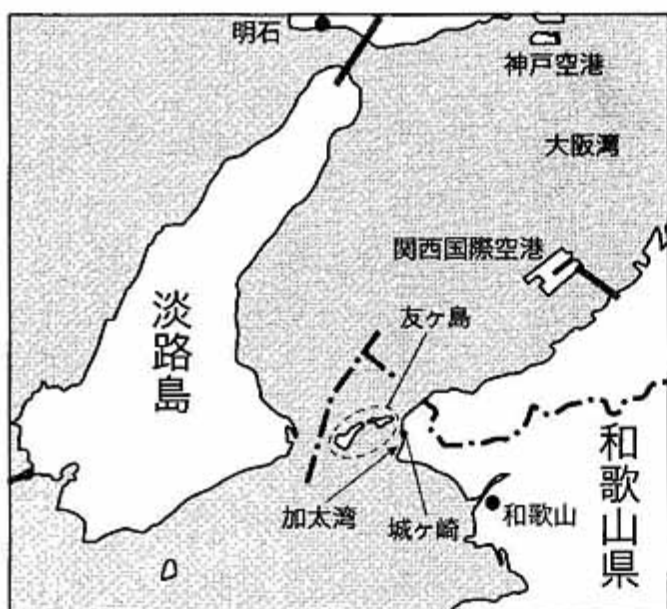 明石
神戸空港
大阪湾
関西国際空港
友ヶ島
淡路島
加太湾
城ヶ崎
和歌山
和歌山県